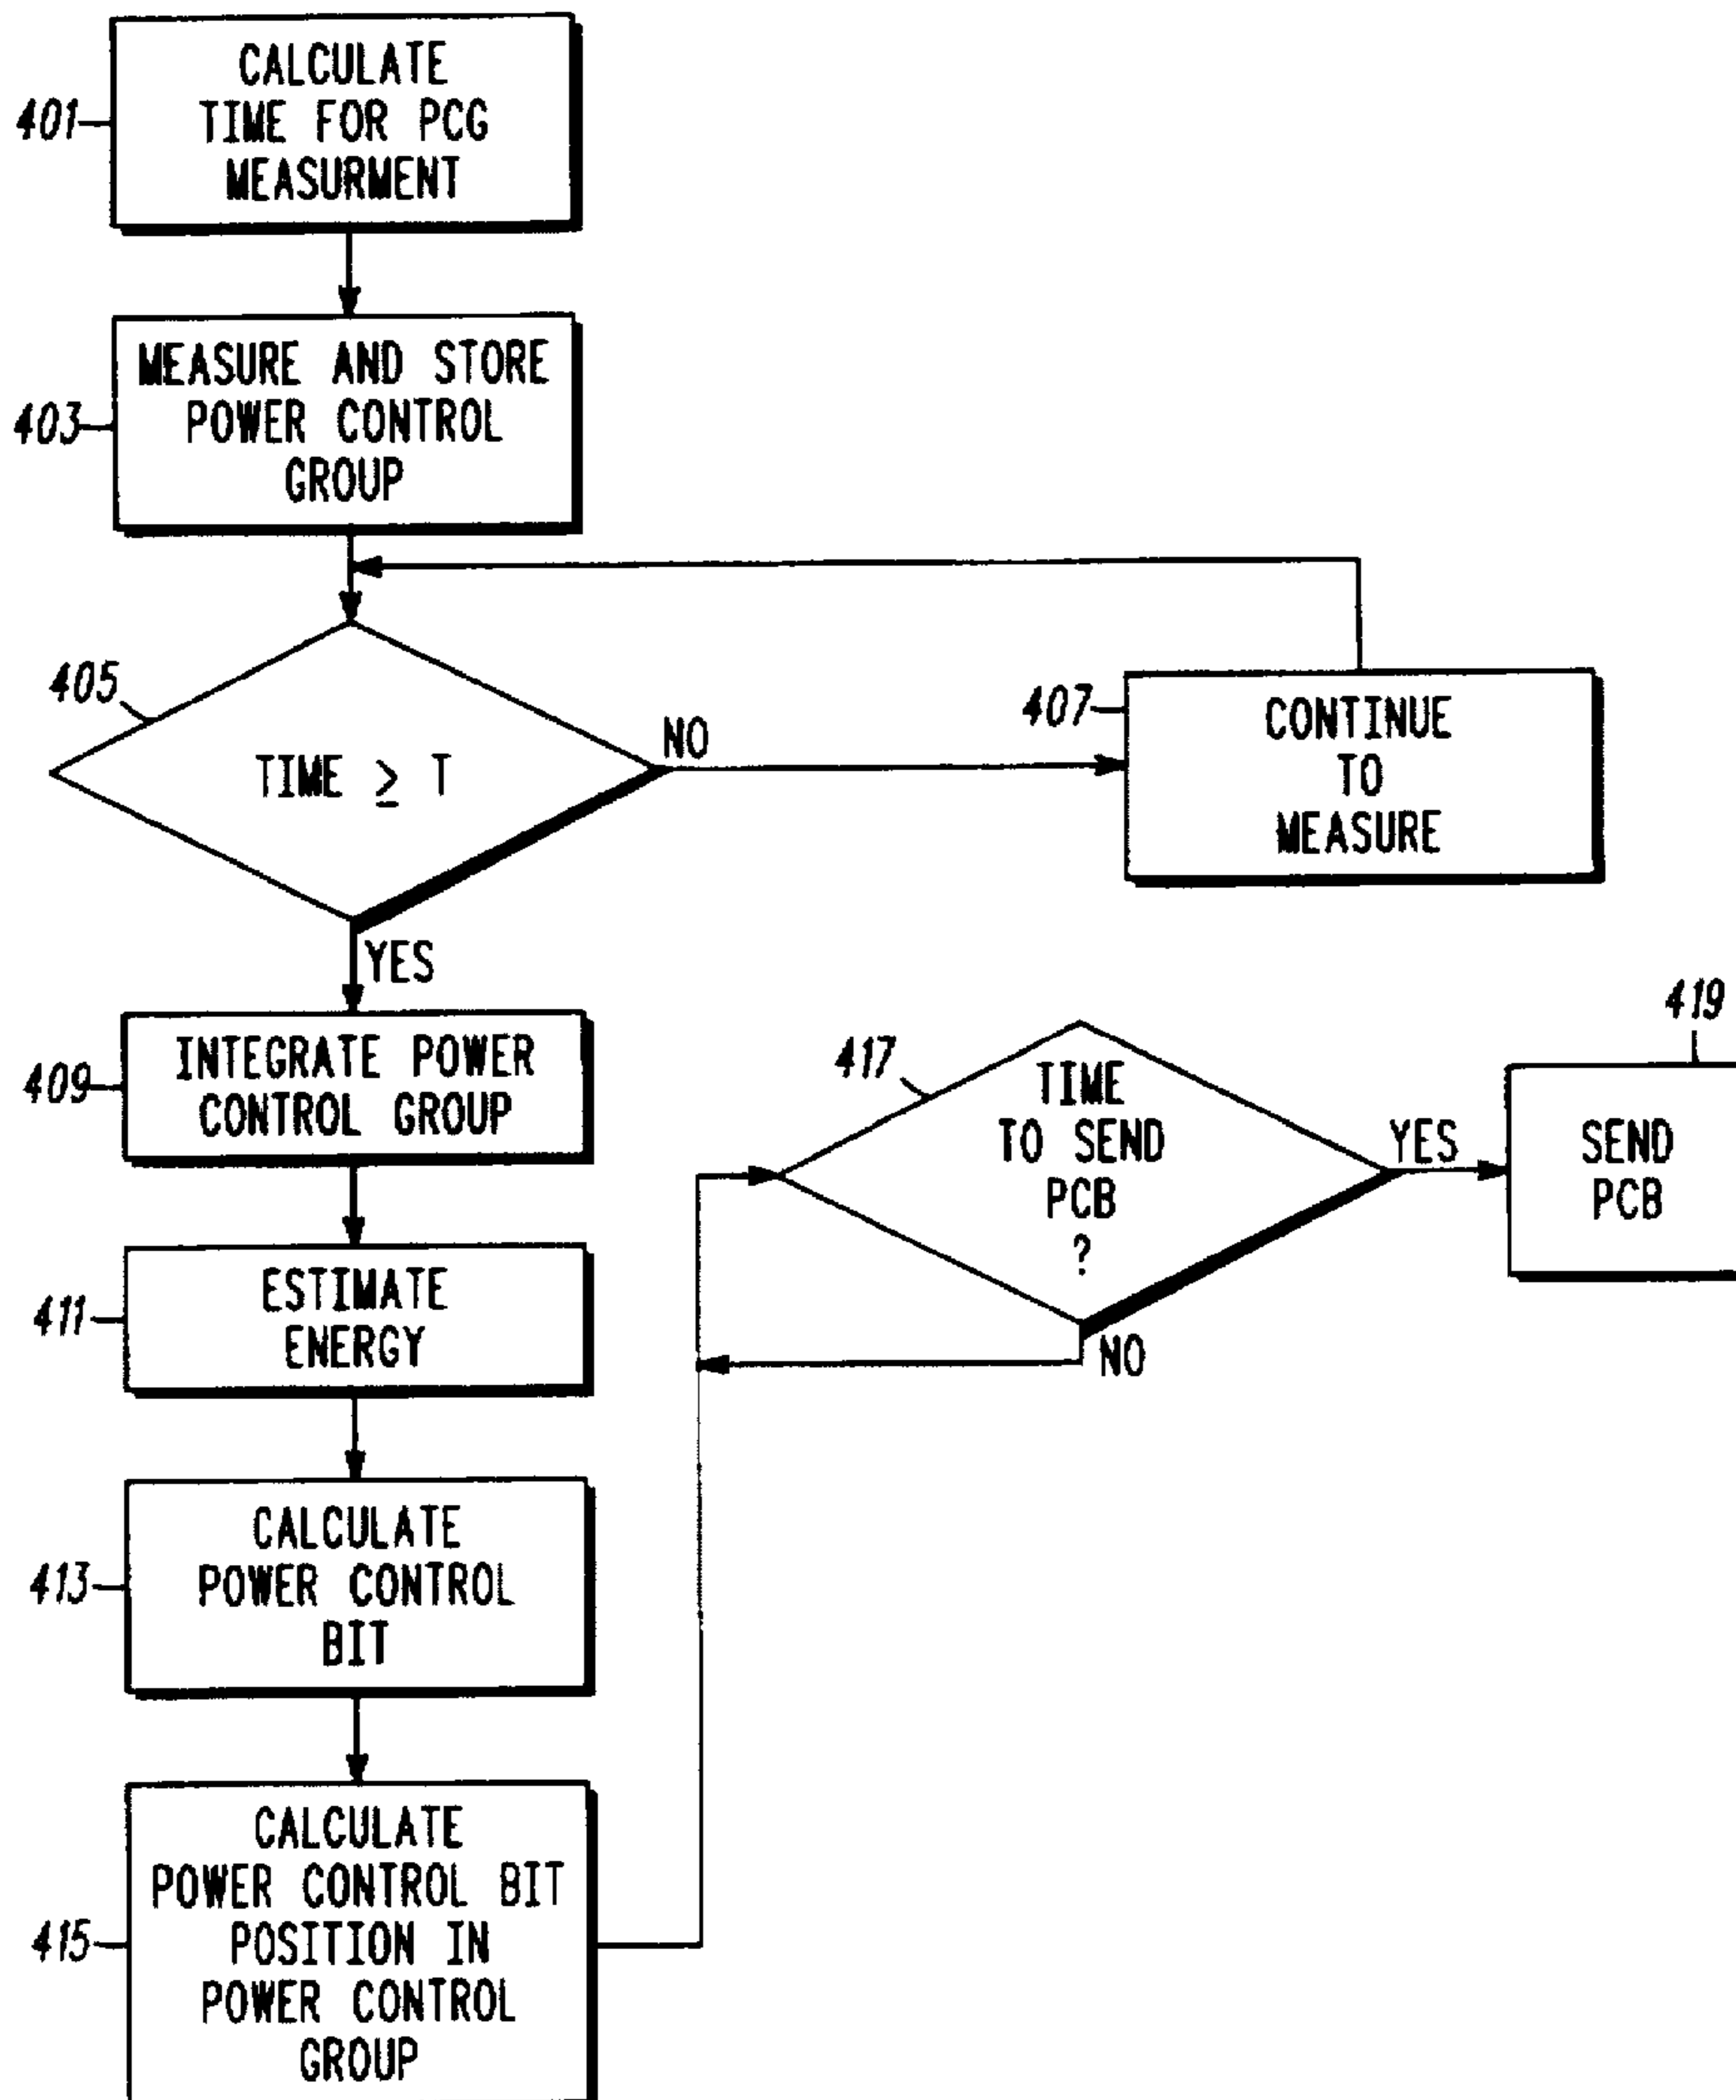 401
CALCULATE
TIME FOR PCG
MEASURMENT
403
MEASURE AND STORE
POWER CONTROL
GROUP
405
TIME ≥ T
NO
YES
407
CONTINUE
TO
MEASURE
409
INTEGRATE POWER
CONTROL GROUP
411
ESTIMATE
ENERGY
413
CALCULATE
POWER CONTROL
BIT
415
CALCULATE
POWER CONTROL BIT
POSITION IN
POWER CONTROL
GROUP
417
TIME
TO SEND
PCB
?
YES
NO
419
SEND
PCB